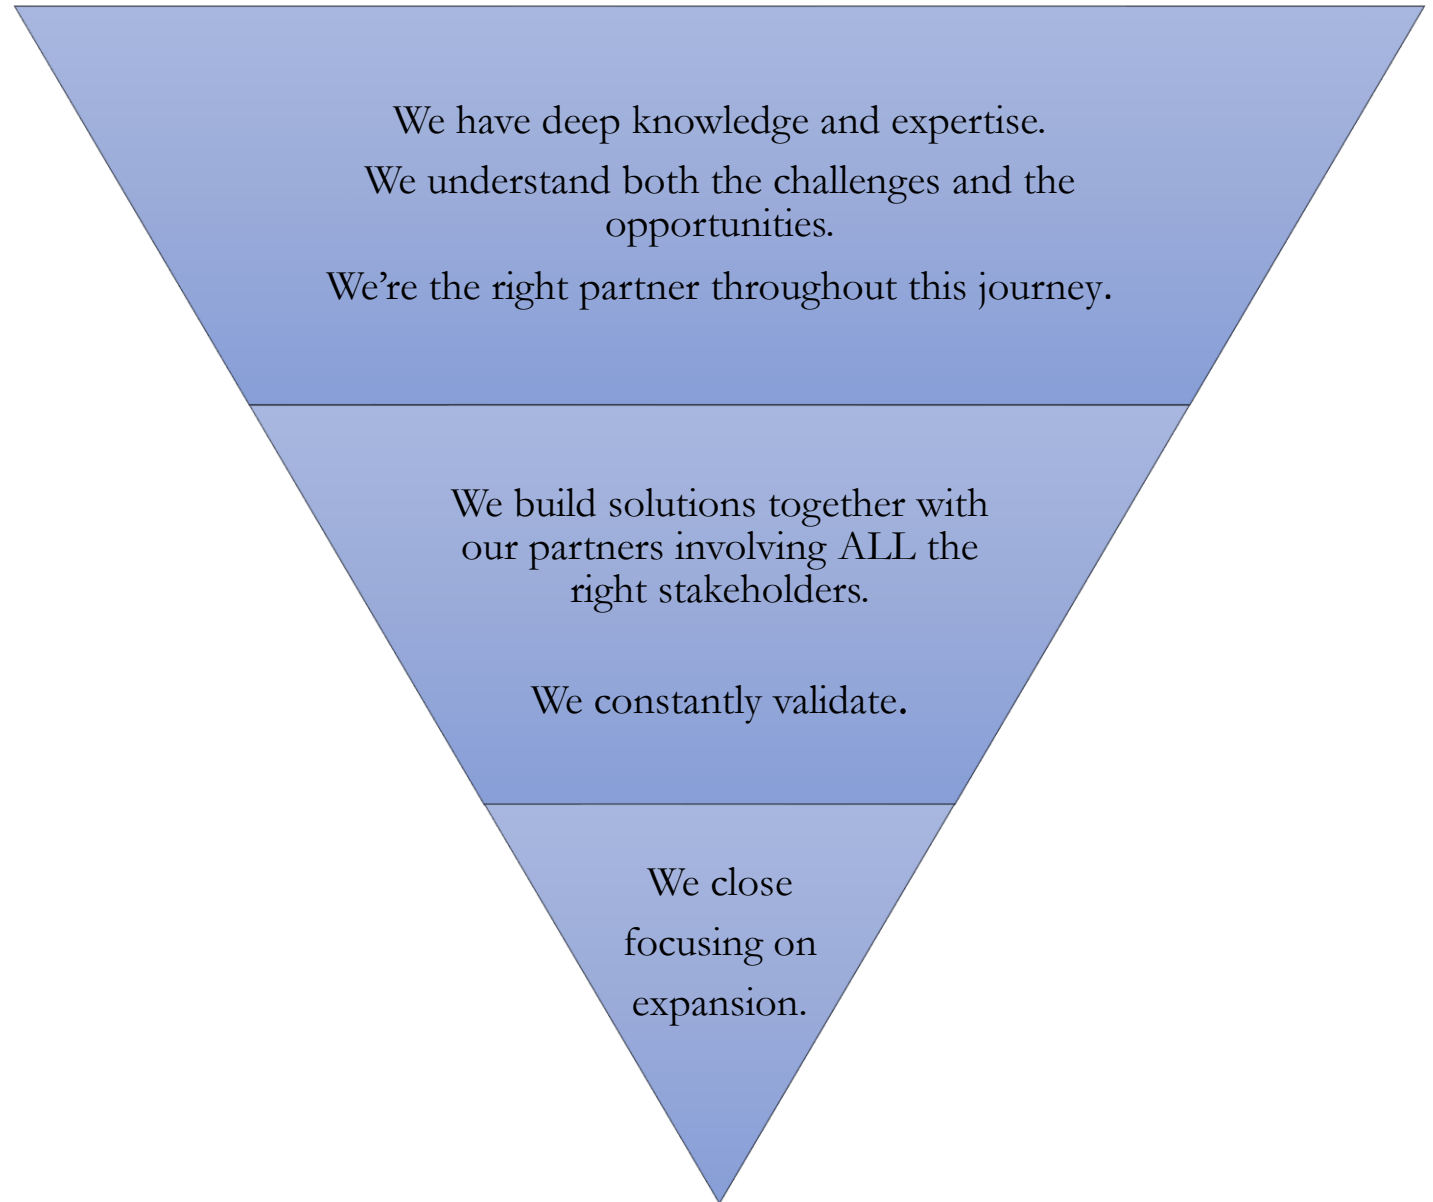 We have deep knowledge and expertise.
We understand both the challenges and the
opportunities.
We’re the right partner throughout this journey.
We build solutions together with
our partners involving ALL the
right stakeholders.
We constantly validate.
We close
focusing on
expansion.